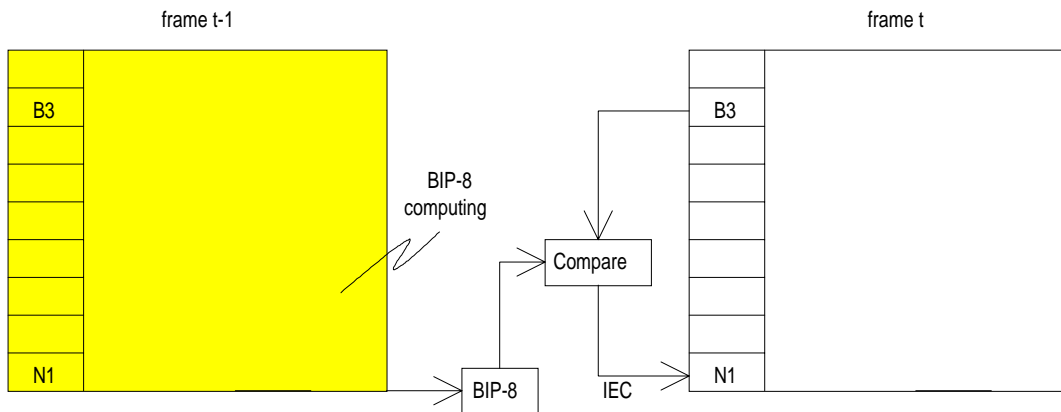 frame t-1
frame t
B3
B3
BIP-8
computing
Compare
N1
BIP-8
IEC
N1